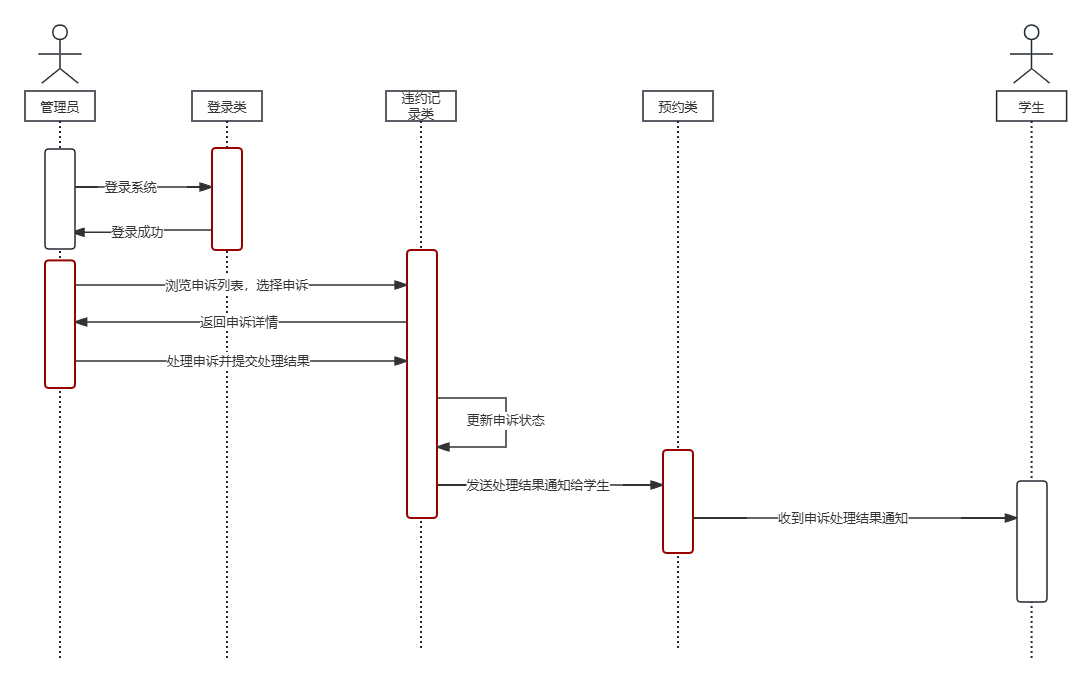 管理员
登录类
违约记
录类
预约类
学生
登录系统
登录成功
浏览申诉列表，选择申诉
返回申诉详情
处理申诉并提交处理结果
更新申诉状态
发送处理结果通知给学生
收到申诉处理结果通知